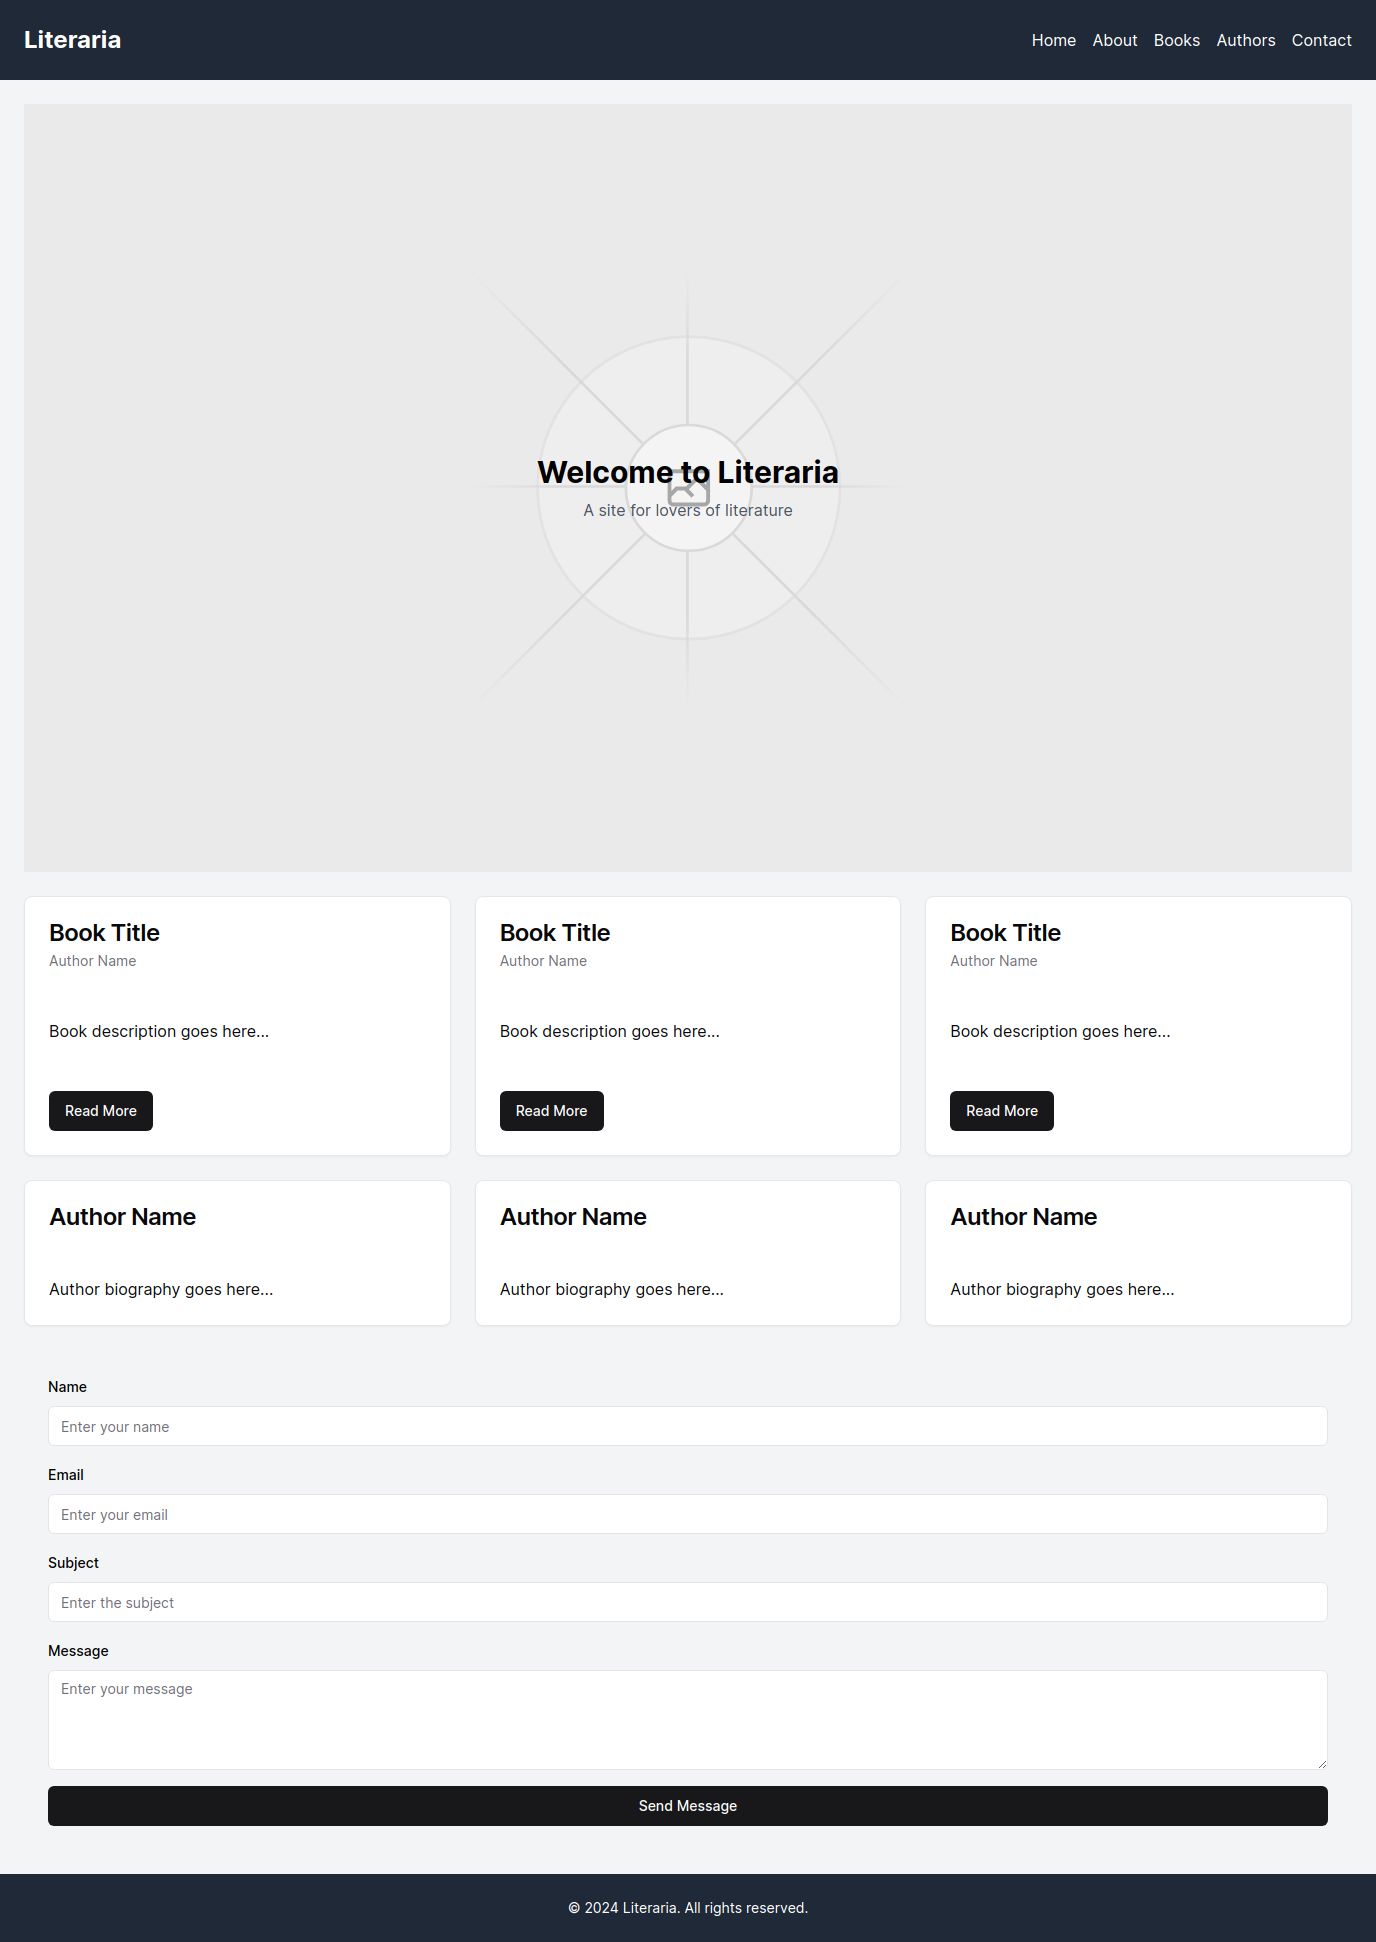 Literaria
Home About Books Authors Contact
Welcome to Literaria
A site for lovers of literature
Book Title
Author Name
Book description goes here...
Read More
Book Title
Author Name
Book description goes here...
Read More
Book Title
Author Name
Book description goes here...
Read More
Author Name
Author biography goes here...
Author Name
Author biography goes here...
Author Name
Author biography goes here...
Name
Enter your name
Email
Enter your email
Subject
Enter the subject
Message
Enter your message
Send Message
© 2024 Literaria. All rights reserved.